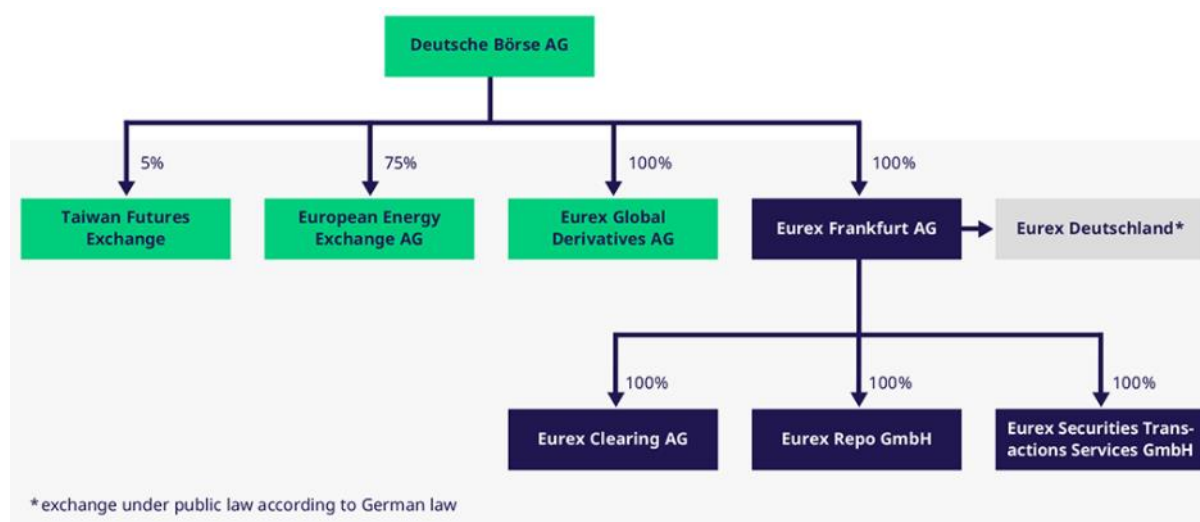 Deutsche Börse AG
5%
75%
100%
100%
Taiwan Futures
Exchange
European Energy
Exchange AG
Eurex Global
Derivatives AG
Eurex Frankfurt AG
Eurex Deutschland*
100%
100%
100%
Eurex Clearing AG
Eurex Repo GmbH
Eurex Securities Trans-
actions Services GmbH
*exchange under public law according to German law